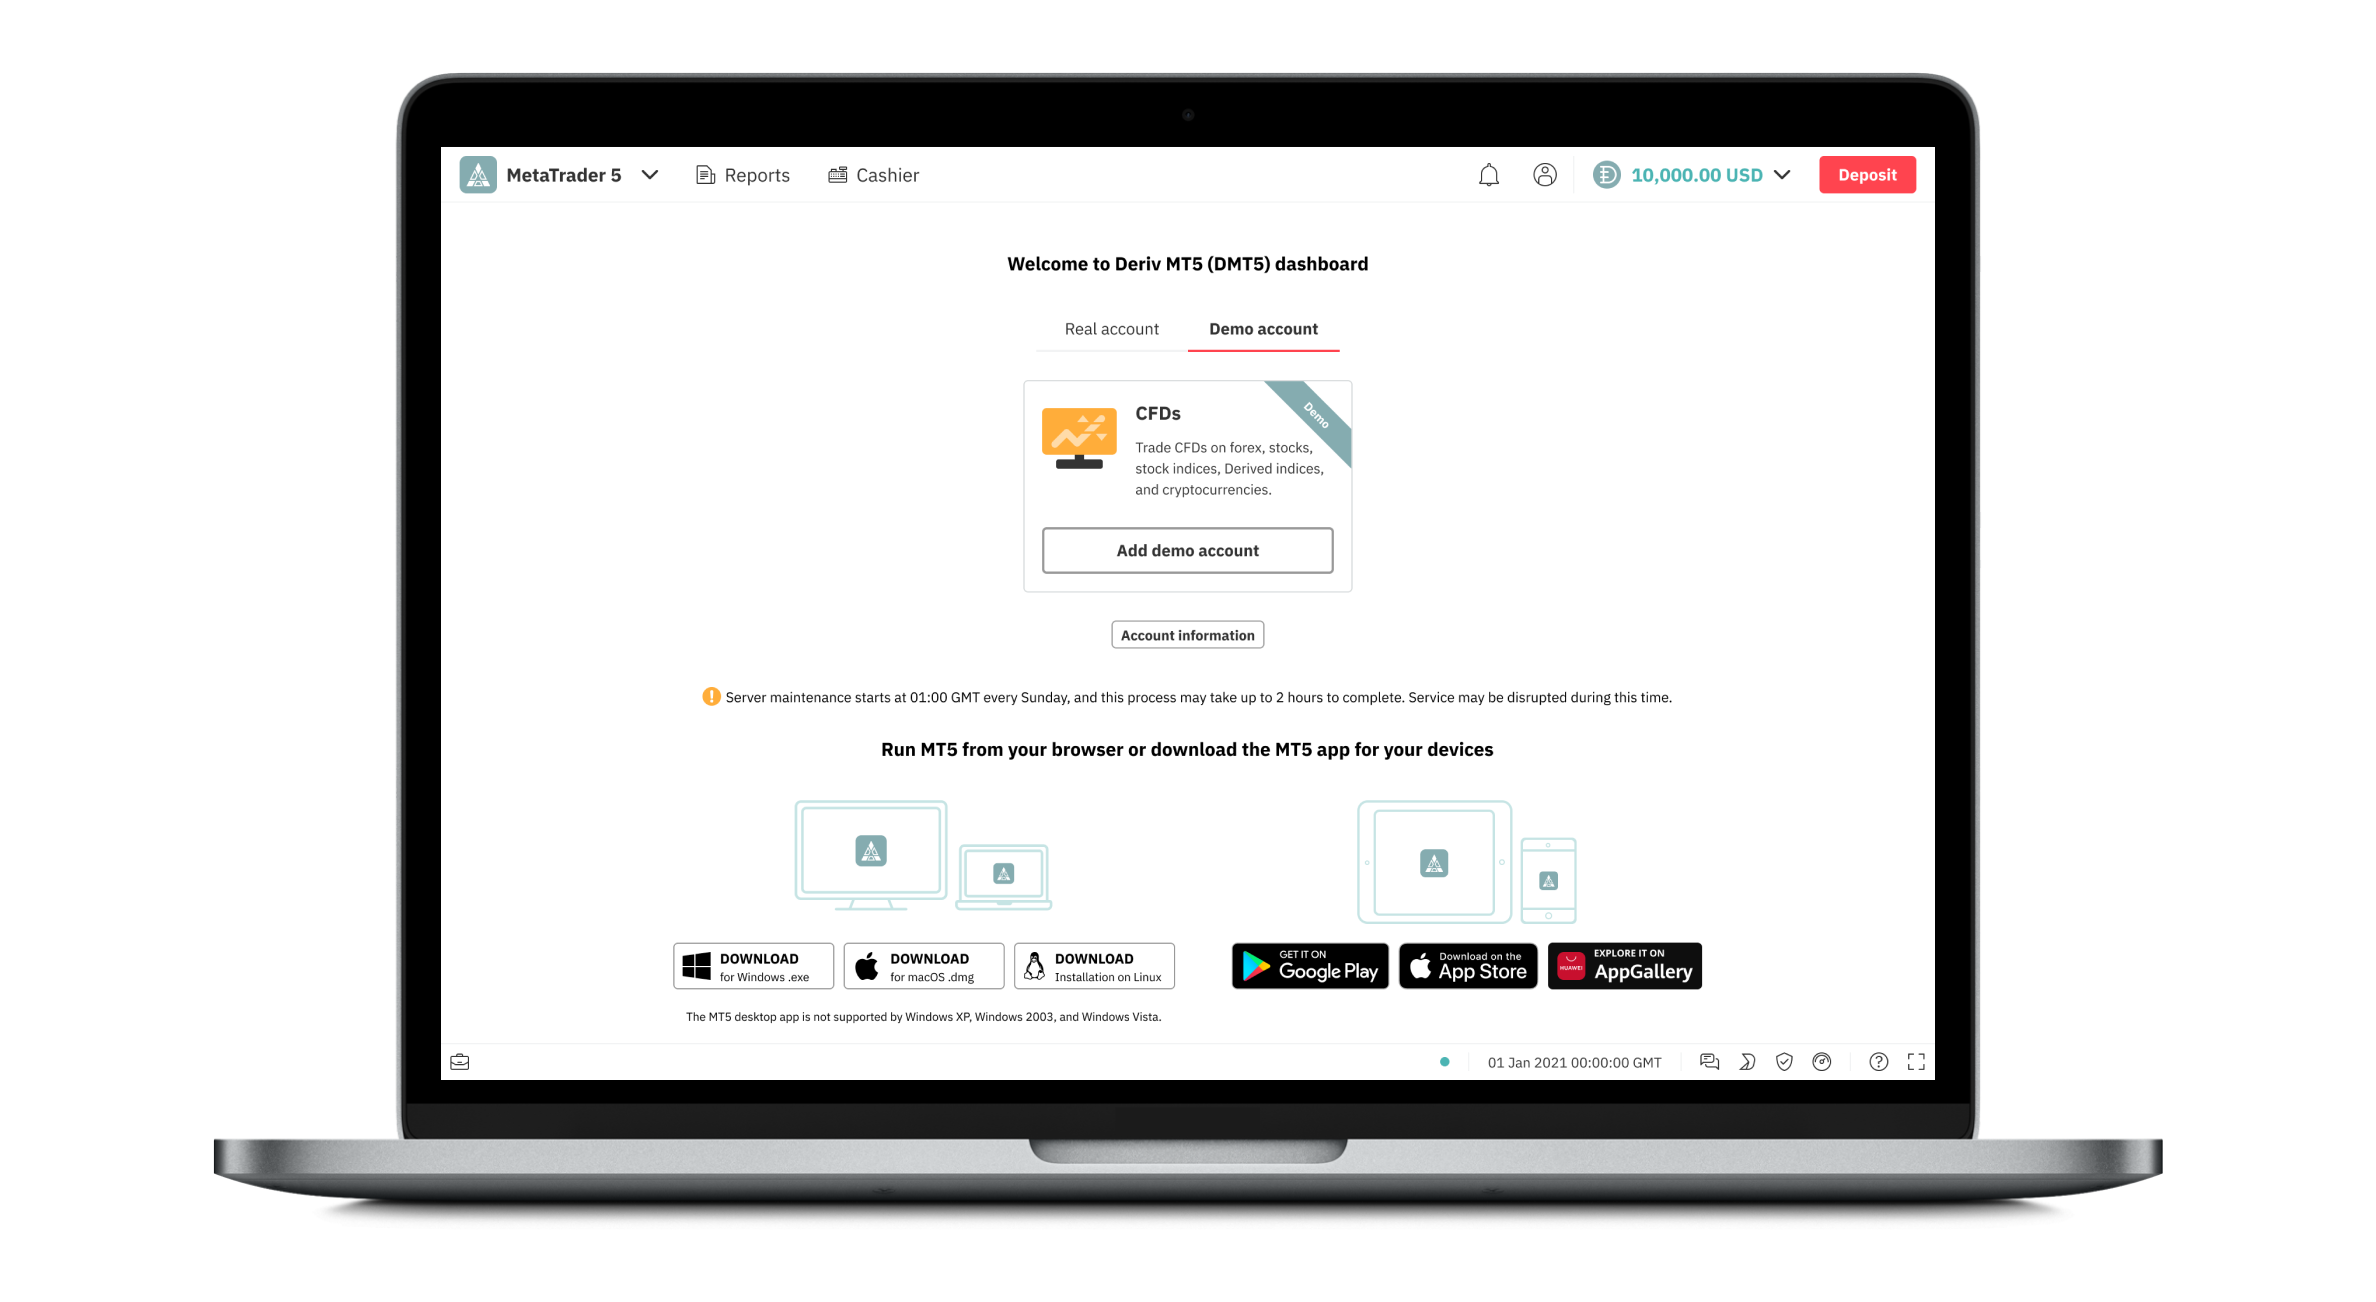 MetaTrader 5
Reports
Cashier
10,000.00 USD
Deposit
Welcome to Deriv MT5 (DMT5) dashboard
Real account
Demo account
Demo
CFDs
Trade CFDs on forex, stocks,
stock indices, Derived indices,
and cryptocurrencies.
Add demo account
Account information
Server maintenance starts at 01:00 GMT every Sunday, and this process may take up to 2 hours to complete. Service may be disrupted during this time.
Run MT5 from your browser or download the MT5 app for your devices
DOWNLOAD
for Windows .exe
DOWNLOAD
for macOS .dmg
DOWNLOAD
Installation on Linux
GET IT ON
Google Play
Download on the
App Store
HUAWEI
EXPLORE IT ON
AppGallery
The MT5 desktop app is not supported by Windows XP, Windows 2003, and Windows Vista.
01 Jan 2021 00:00:00 GMT